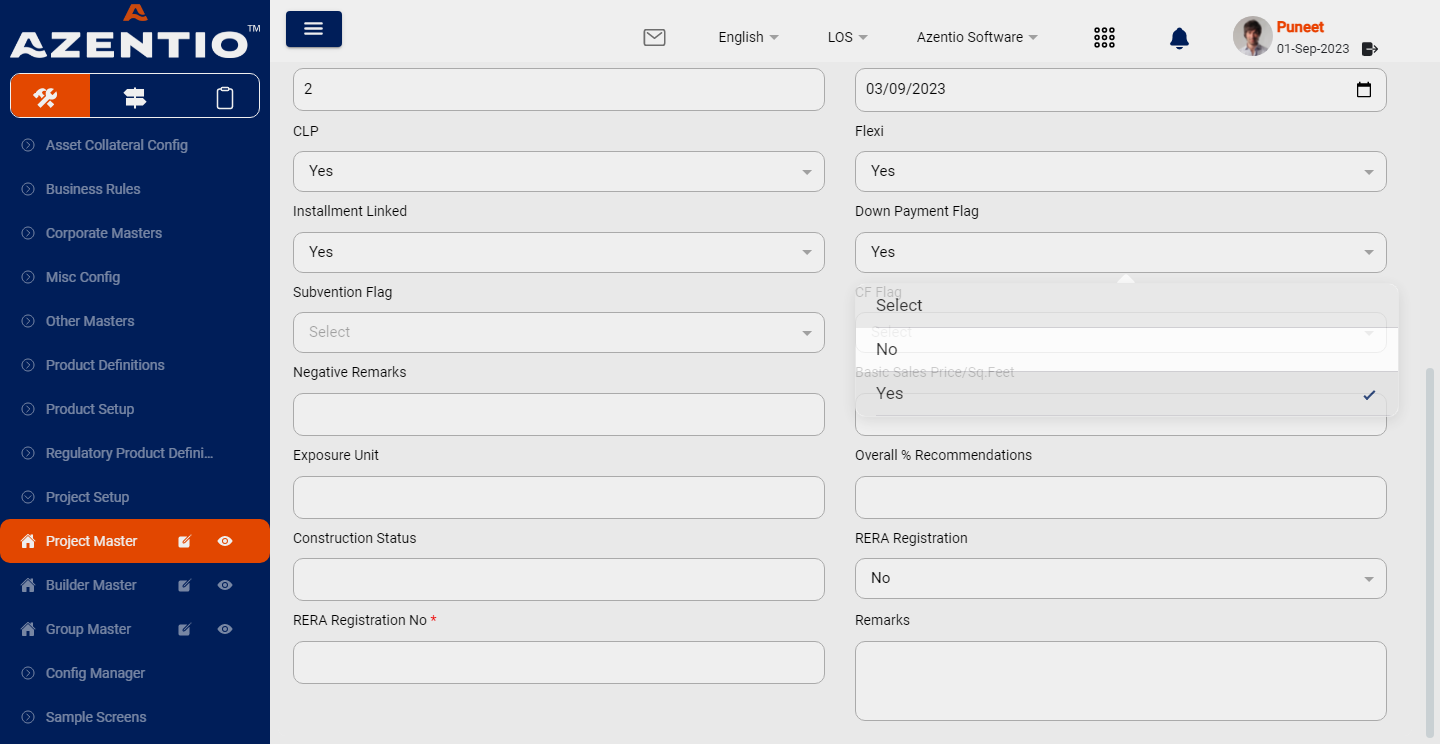 AZENTIO™
English
LOS
Azentio Software
Puneet
01-Sep-2023
Asset Collateral Config
Business Rules
Corporate Masters
Misc Config
Other Masters
Product Definitions
Product Setup
Regulatory Product Defini...
Project Setup
Project Master
Builder Master
Group Master
Config Manager
Sample Screens
2
03/09/2023
CLP
Flexi
Yes
Yes
Installment Linked
Down Payment Flag
Yes
Yes
Subvention Flag
CF Flag
Select
Select
Select
No
Negative Remarks
Basic Sales Price/Sq.Feet
Yes
Exposure Unit
Overall % Recommendations
Construction Status
RERA Registration
No
RERA Registration No *
Remarks